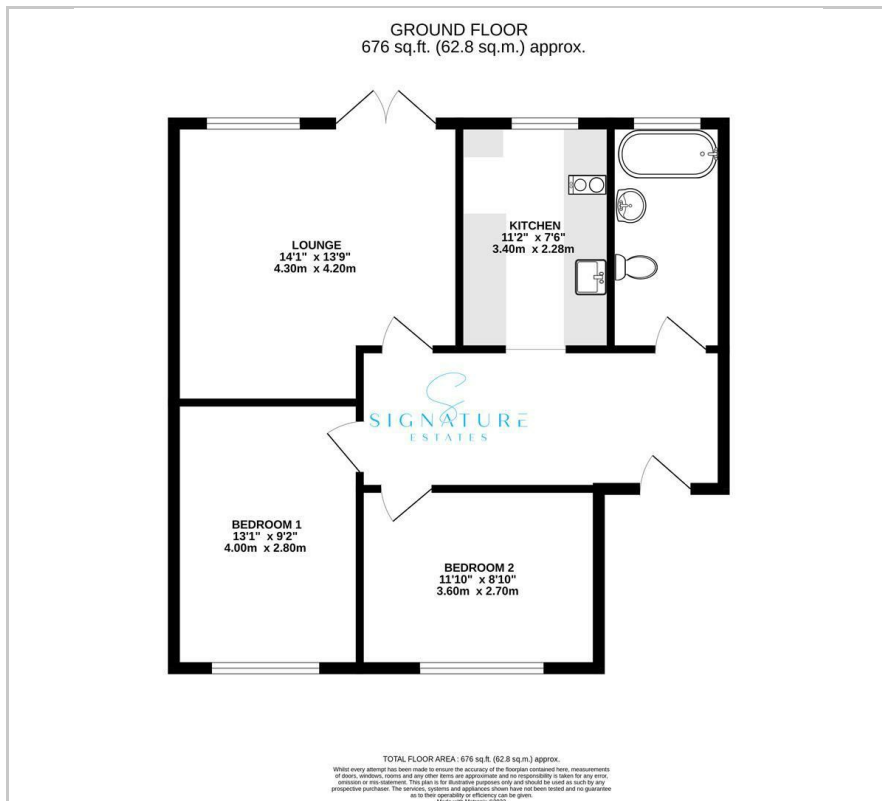 GROUND FLOOR
676 sq.ft. (62.8 sq.m.) approx.
LOUNGE
14'1" x 13'9"
4.30m x 4.20m
KITCHEN
11'2" x 7'6"
3.40m x 2.28m
SIGNATURE
ESTATES
BEDROOM 1
13'1" x 9'2"
4.00m x 2.80m
BEDROOM 2
11'10" x 8'10"
3.60m x 2.70m
TOTAL FLOOR AREA : 676 sq.ft. (62.8 sq.m.) approx.
Whilst every attempt has been made to ensure the accuracy of the floorplan contained here, measurements
of doors, windows, rooms and any other items are approximate and no responsibility is taken for any error,
omission or mis-statement. This plan is for illustrative purposes only and should be used as such by any
prospective purchaser. The services, systems and appliances shown have not been tested and no guarantee
as to their operability or efficiency can be given.
Made with Metropix